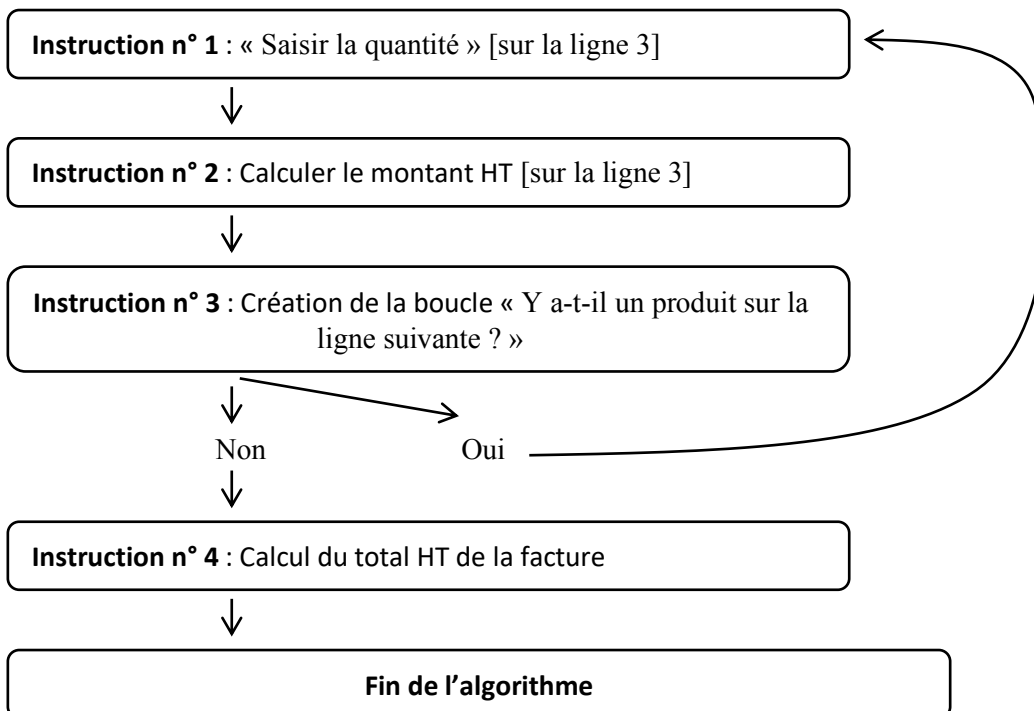 Instruction n° 1 : « Saisir la quantité » [sur la ligne 3]
Instruction n° 2 : Calculer le montant HT [sur la ligne 3]
Instruction n° 3 : Création de la boucle « Y a-t-il un produit sur la
ligne suivante ? »
Non Oui
Instruction n° 4 : Calcul du total HT de la facture
Fin de l’algorithme